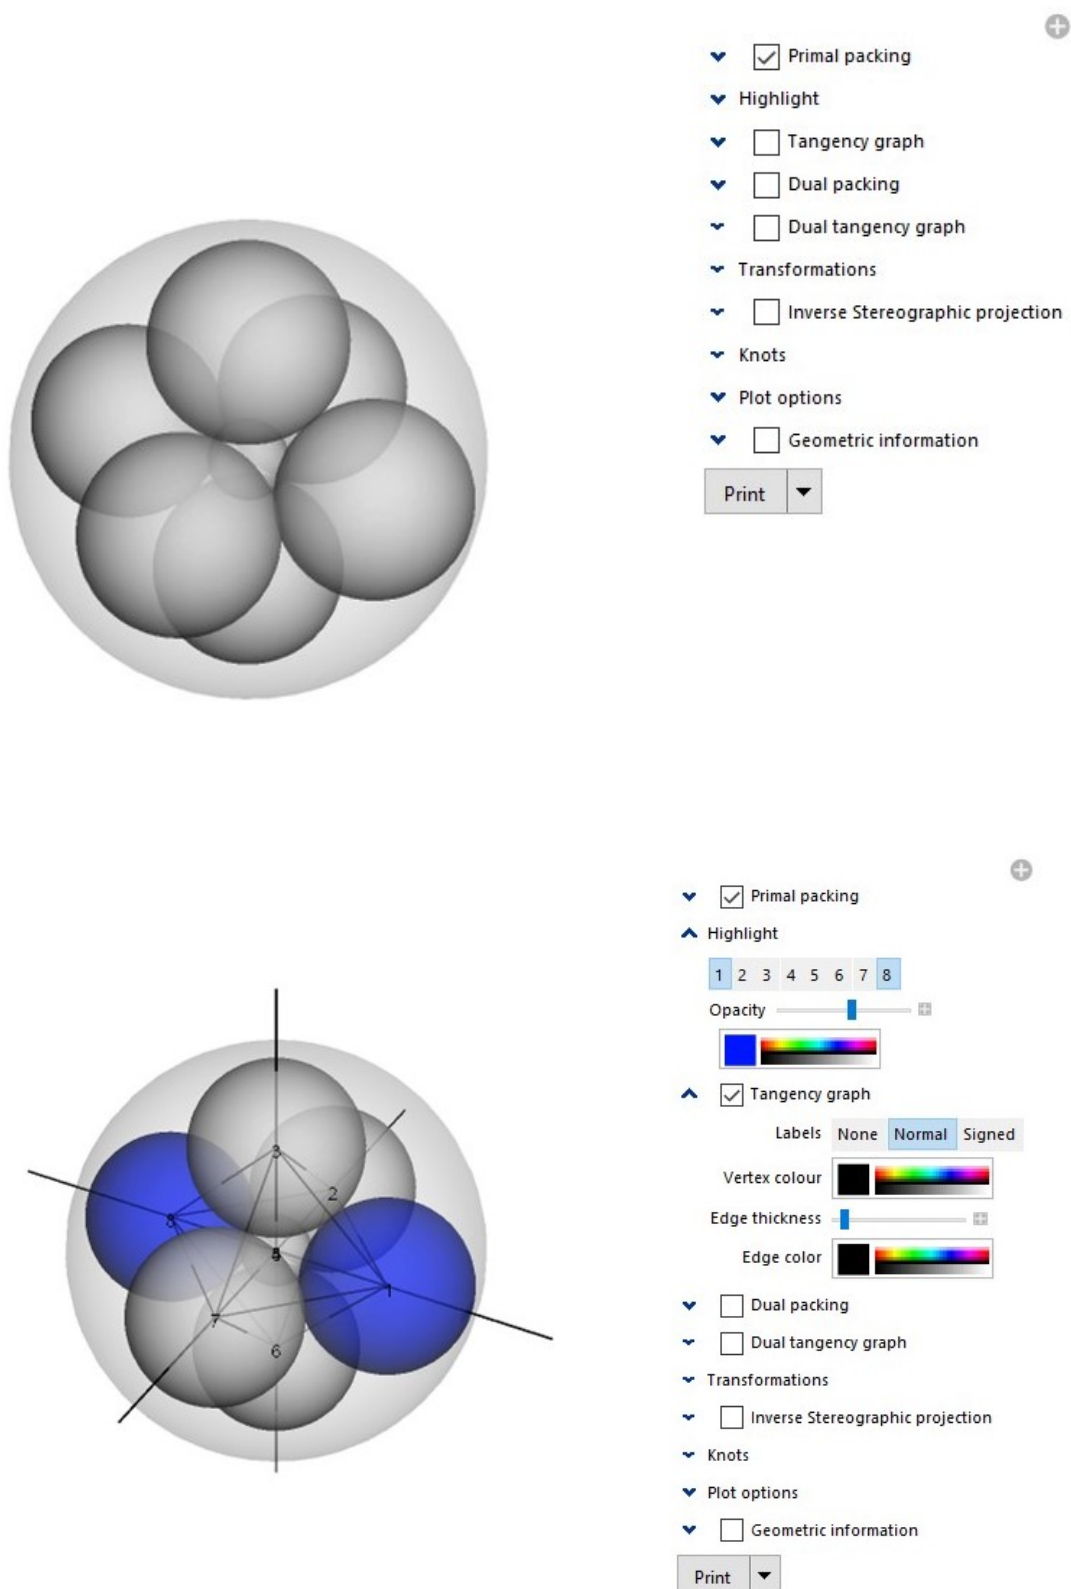 Primal packing
Highlight
Tangency graph
Dual packing
Dual tangency graph
Transformations
Inverse Stereographic projection
Knots
Plot options
Geometric information
Print
Primal packing
Highlight
1 2 3 4 5 6 7 8
Opacity
Tangency graph
Labels None Normal Signed
Vertex colour
Edge thickness
Edge color
Dual packing
Dual tangency graph
Transformations
Inverse Stereographic projection
Knots
Plot options
Geometric information
Print
3
2
8
1
7
6